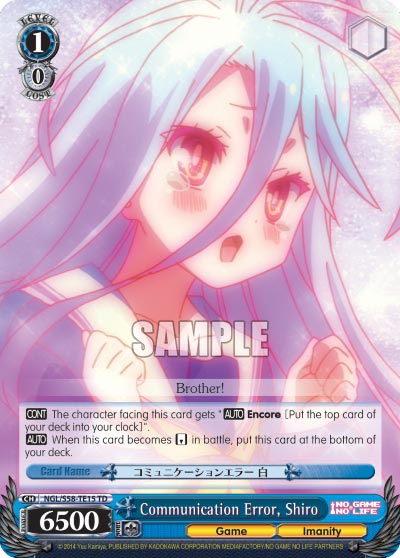 LEVEL
1
0
COST
SAMPLE
Brother!
CONT The character facing this card gets "AUTO Encore [Put the top card of
your deck into your clock]".
AUTO When this card becomes in battle, put this card at the bottom of
your deck.
Card Name コミュニケーションエラー 白
CH NGL/S58-TE15 TD
POWER
6500
Communication Error, Shiro
NO GAME
NO LIFE
Game
Imanity
© 2014 Yuu Kamiya, PUBLISHED BY KADOKAWA CORPORATION MEDIAFACTORY/NO GAME NO LIFE PARTNERS